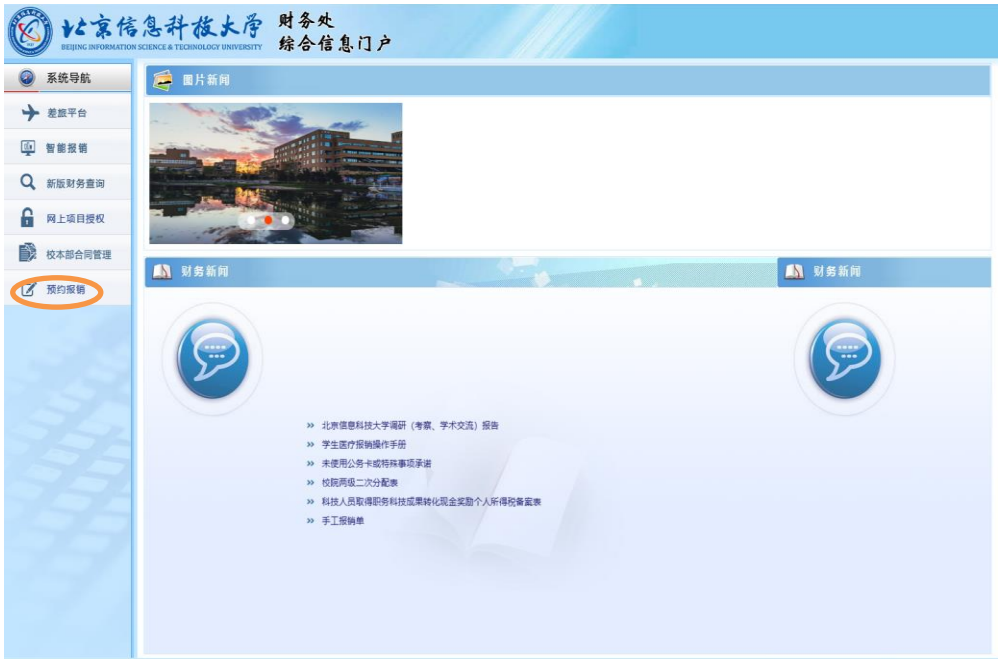 北京信息科技大学
BEIJING INFORMATION SCIENCE & TECHNOLOGY UNIVERSITY
财务处
综合信息门户
系统导航
差旅平台
智能报销
新版财务查询
网上项目授权
校本部合同管理
预约报销
图片新闻
财务新闻
财务新闻
北京信息科技大学调研（考察、学术交流）报告
学生医疗报销操作手册
未使用公务卡或特殊事项承诺
校院两级二次分配表
科技人员取得职务科技成果转化现金奖励个人所得税备案表
手工报销单